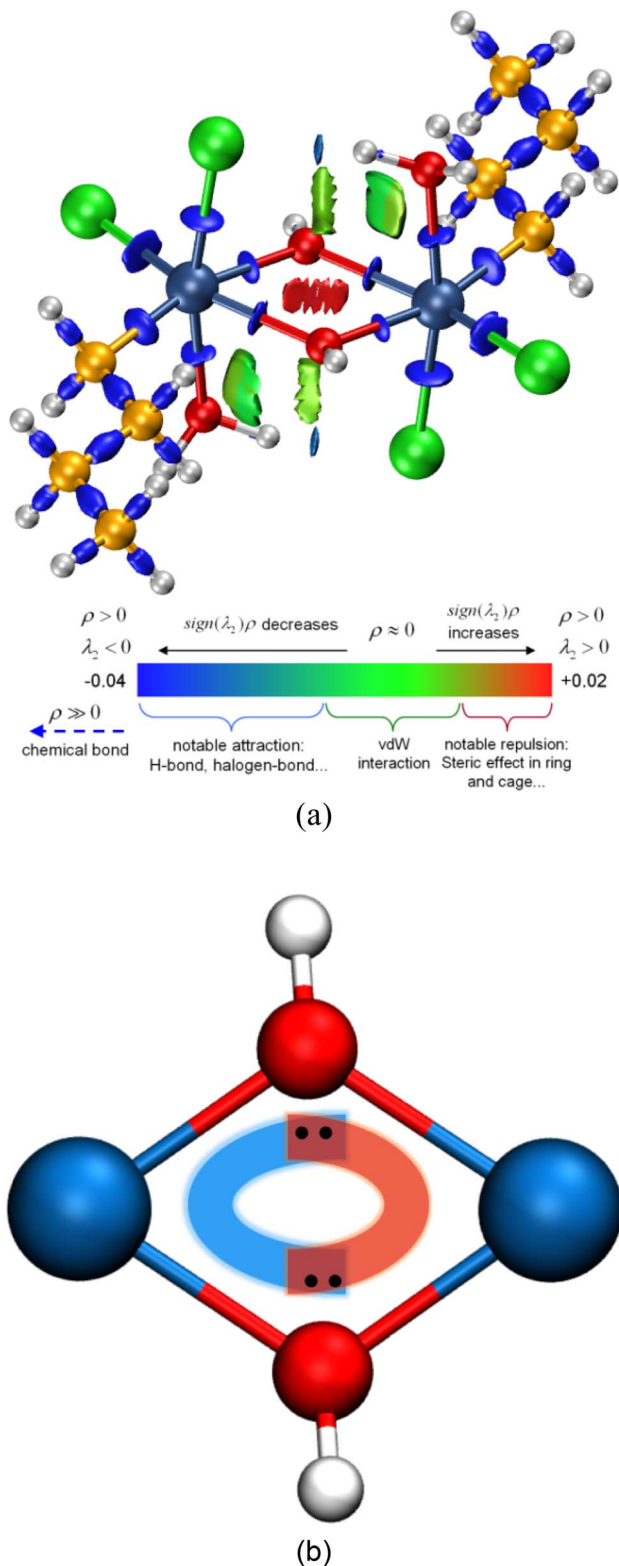 sign(λ₂)ρ decreases
ρ > 0
λ₂ < 0
-0.04
ρ ≈ 0
sign(λ₂)ρ
increases
ρ > 0
λ₂ > 0
+0.02
ρ ≫ 0
chemical bond
notable attraction:
H-bond, halogen-bond...
vdW
interaction
notable repulsion:
Steric effect in ring
and cage...
(a)
(b)